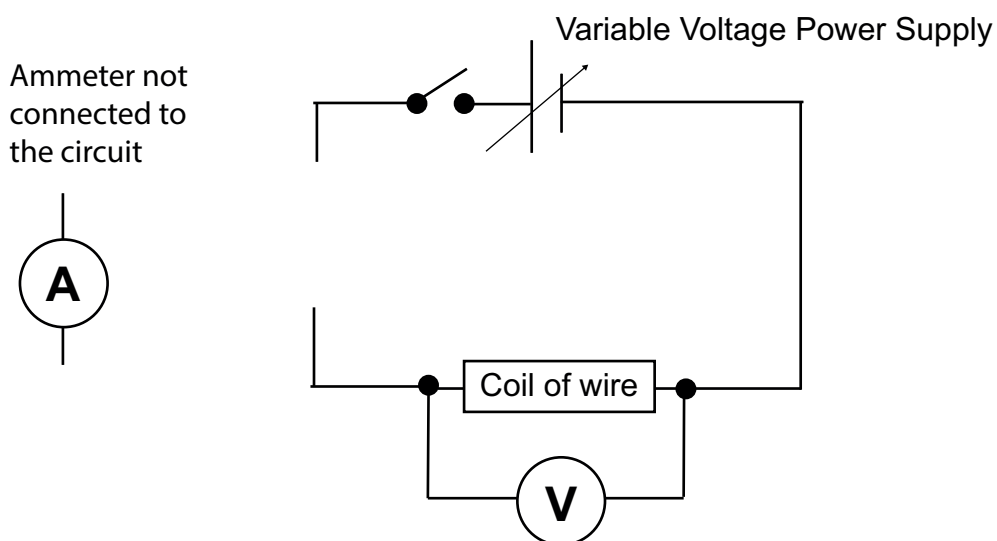 Variable Voltage Power Supply
Ammeter not
connected to
the circuit
A
Coil of wire
V